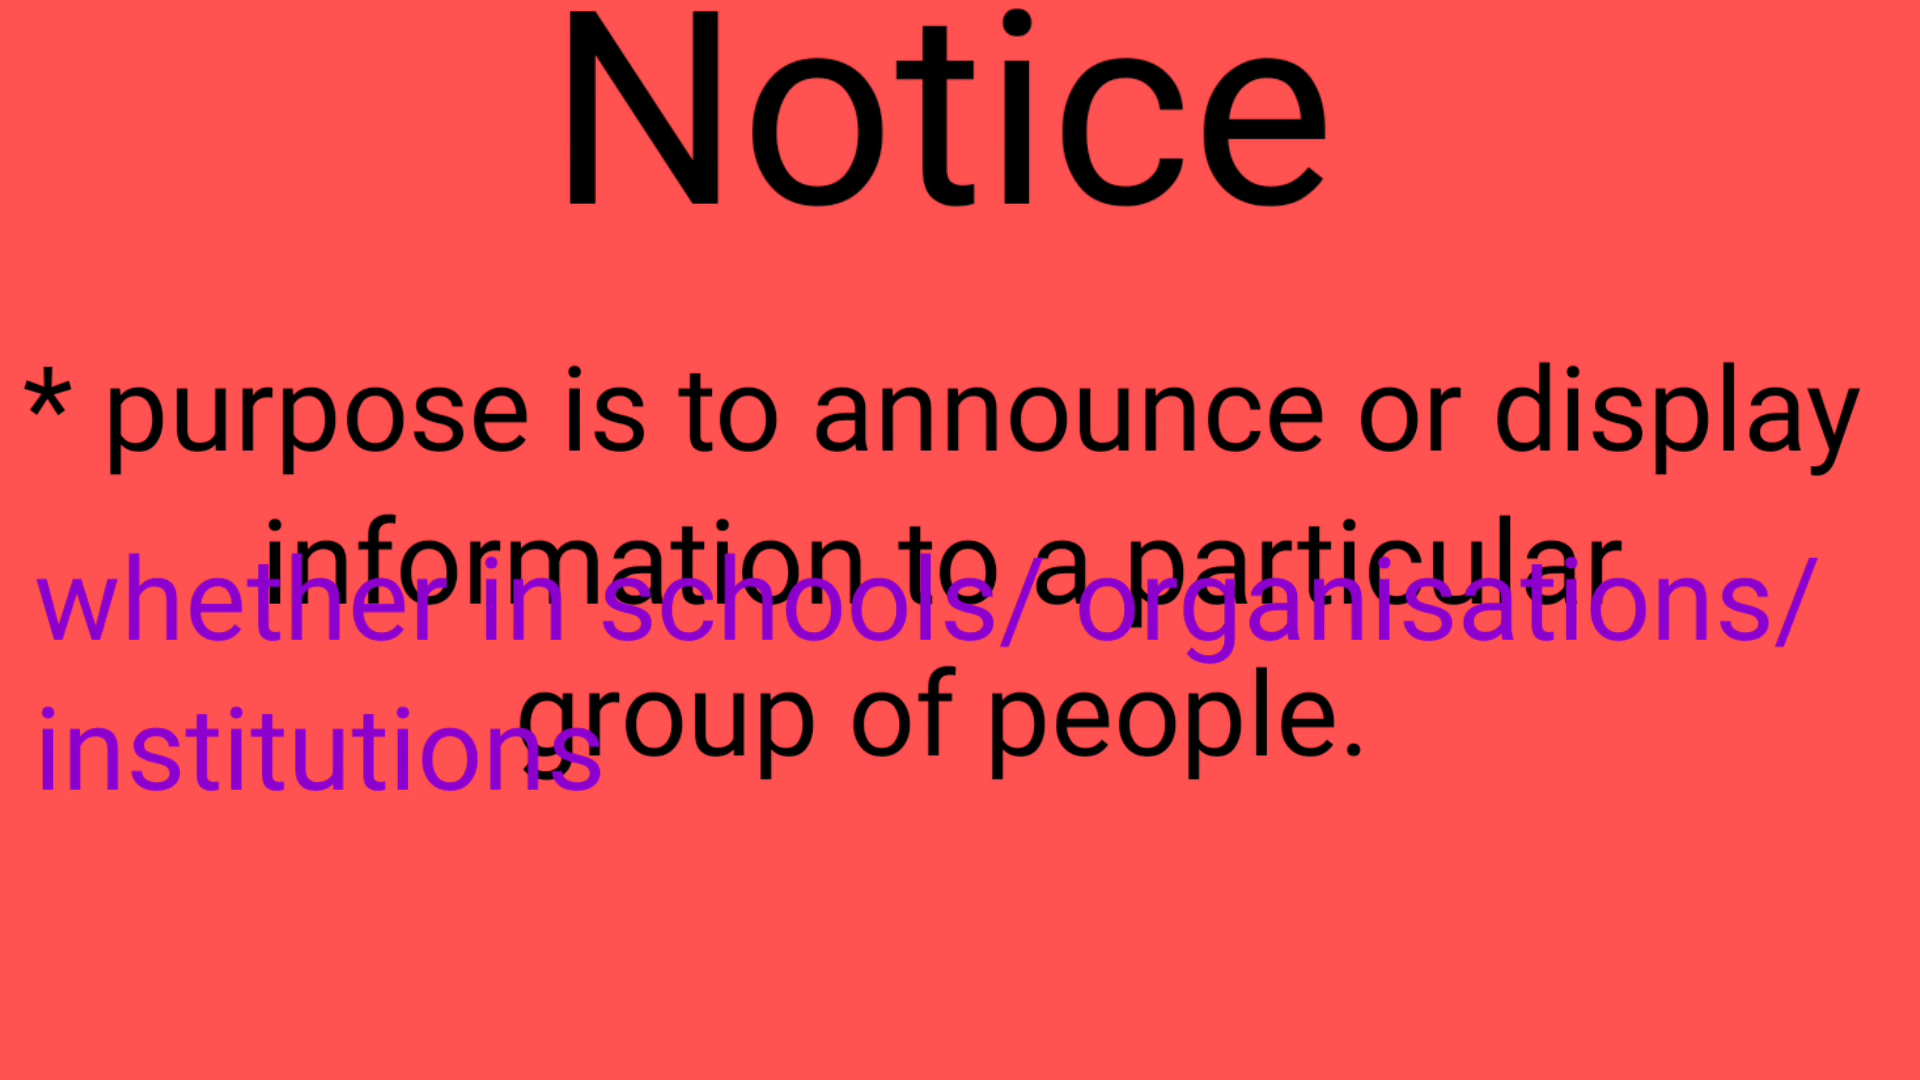 Notice
* purpose is to announce or display
information to a particular
group of people.
whether in schools/ organisations/
institutions